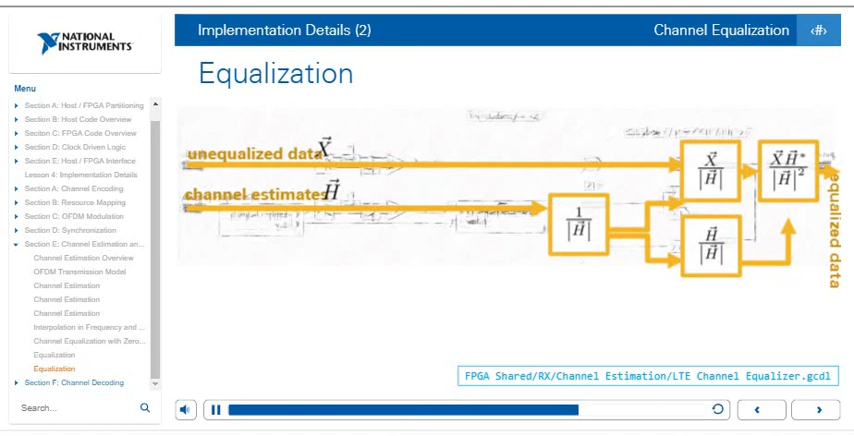 NATIONAL
INSTRUMENTS
Menu
Section A: Host / FPGA Partitioning
Section B: Host Code Overview
Section C: FPGA Code Overview
Section D: Clock Driven Logic
Section E: Host / FPGA Interface
Lesson 4: Implementation Details
Section A: Channel Encoding
Section B: Resource Mapping
Section C: OFDM Modulation
Section D: Synchronization
Section E: Channel Estimation an...
Channel Estimation Overview
OFDM Transmission Model
Channel Estimation
Channel Estimation
Channel Estimation
Interpolation in Frequency and ...
Channel Equalization with Zero...
Equalization
Equalization
Section F: Channel Decoding
Search...
Implementation Details (2)
Channel Equalization
‹#›
Equalization
unequalized data X⃗
channel estimates H⃗
1 / |H⃗|
X⃗ / |H⃗|
H⃗ / |H⃗|
X⃗H⃗* / |H⃗|²
equalized data
FPGA Shared/RX/Channel Estimation/LTE Channel Equalizer.gcdl